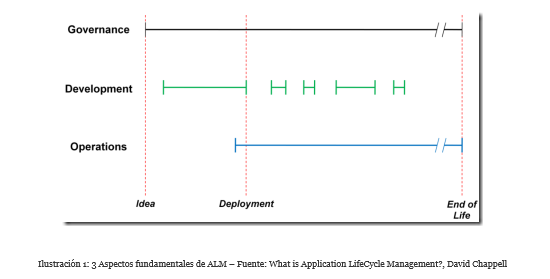 Governance
Development
Operations
Idea Deployment End of
Life
Ilustración 1: 3 Aspectos fundamentales de ALM – Fuente: What is Application LifeCycle Management?, David Chappell